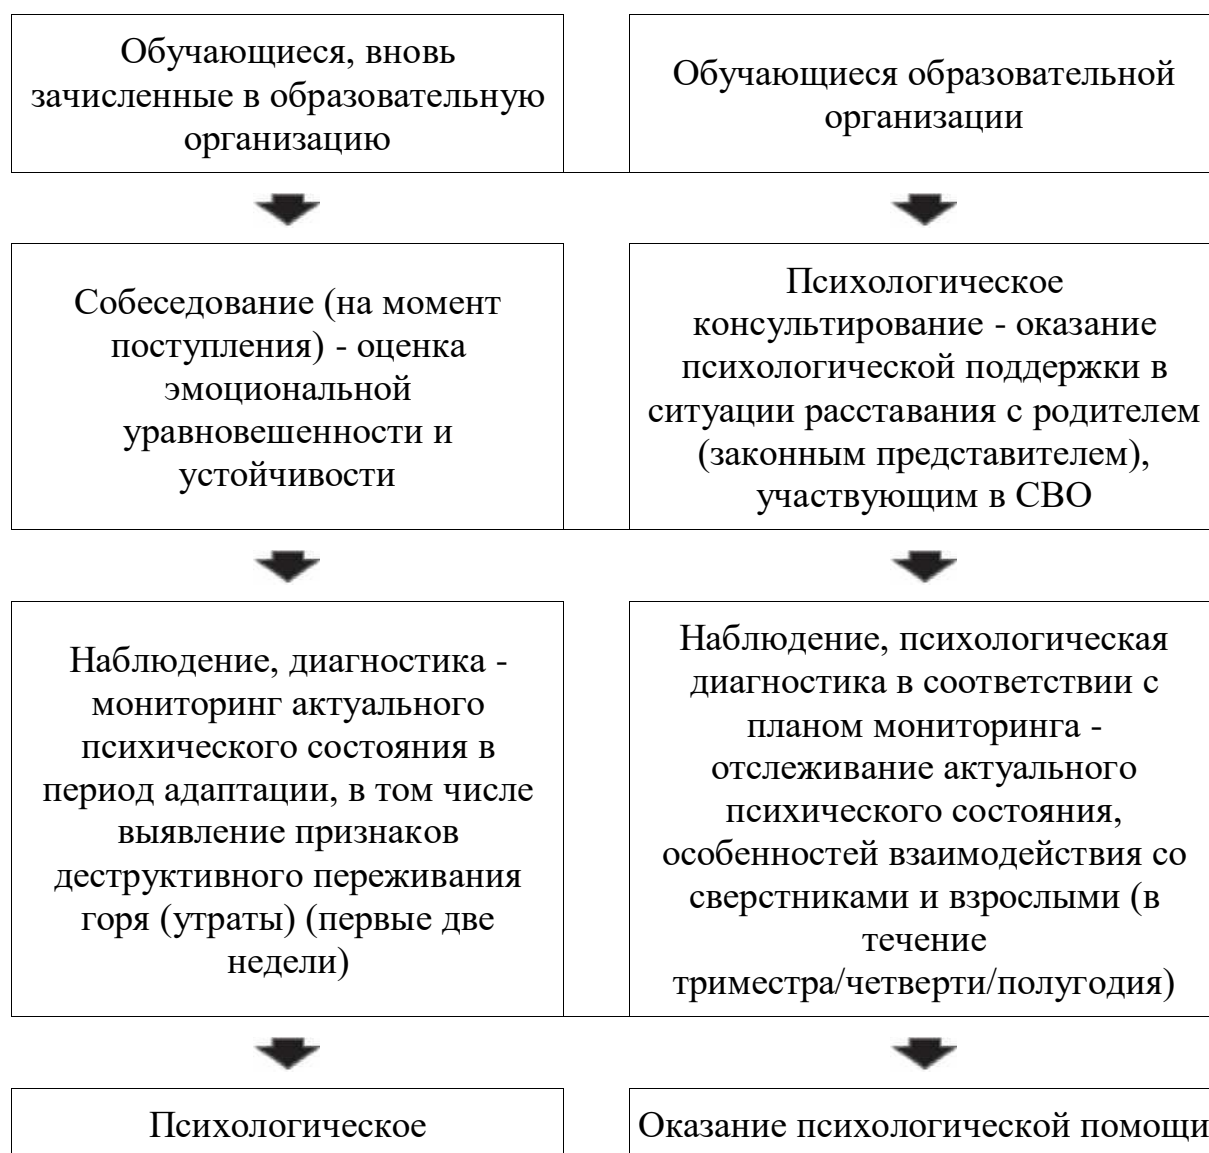 Обучающиеся, вновь
зачисленные в образовательную
организацию
Обучающиеся образовательной
организации
Собеседование (на момент
поступления) - оценка
эмоциональной
уравновешенности и
устойчивости
Психологическое
консультирование - оказание
психологической поддержки в
ситуации расставания с родителем
(законным представителем),
участвующим в СВО
Наблюдение, диагностика -
мониторинг актуального
психического состояния в
период адаптации, в том числе
выявление признаков
деструктивного переживания
горя (утраты) (первые две
недели)
Наблюдение, психологическая
диагностика в соответствии с
планом мониторинга -
отслеживание актуального
психического состояния,
особенностей взаимодействия со
сверстниками и взрослыми (в
течение
триместра/четверти/полугодия)
Психологическое
Оказание психологической помощи